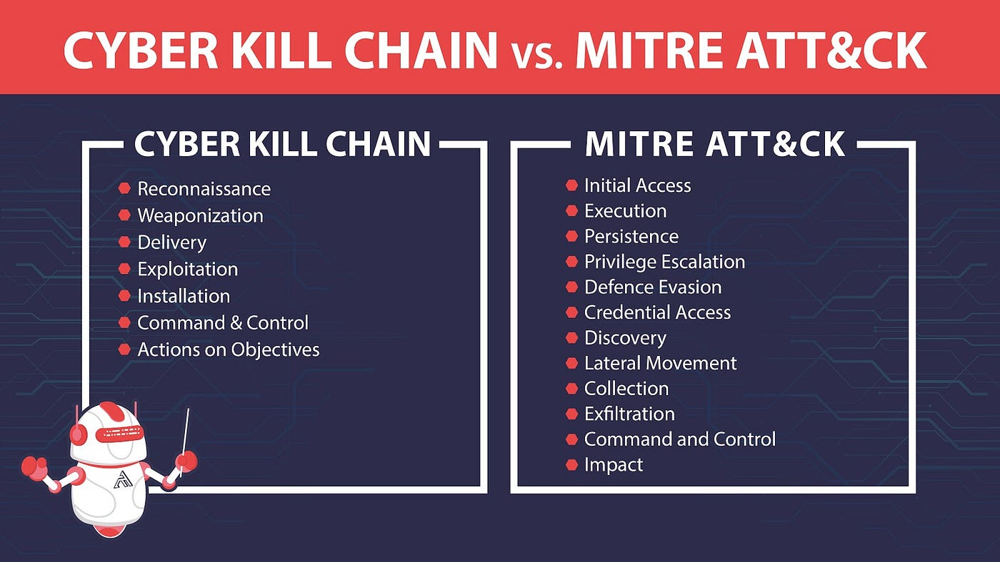 CYBER KILL CHAIN vs. MITRE ATT&CK
CYBER KILL CHAIN
Reconnaissance
Weaponization
Delivery
Exploitation
Installation
Command & Control
Actions on Objectives
MITRE ATT&CK
Initial Access
Execution
Persistence
Privilege Escalation
Defence Evasion
Credential Access
Discovery
Lateral Movement
Collection
Exfiltration
Command and Control
Impact